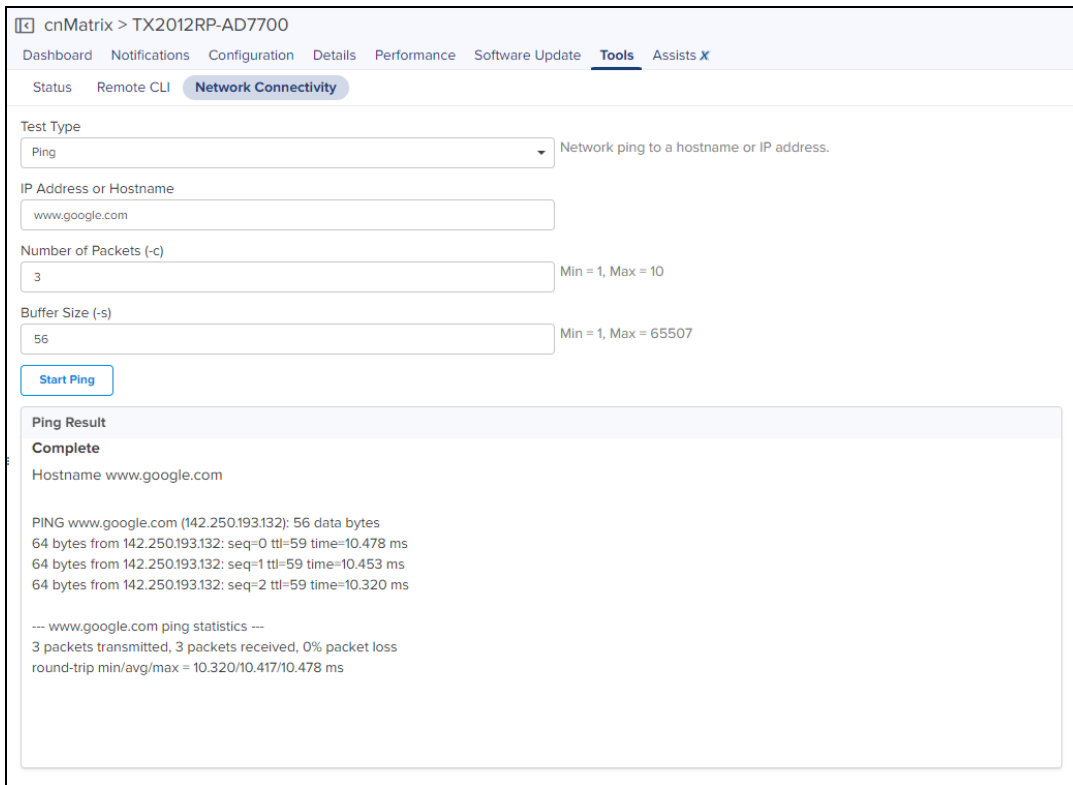 cnMatrix > TX2012RP-AD7700
Dashboard Notifications Configuration Details Performance Software Update Tools Assists X
Status Remote CLI Network Connectivity
Test Type
Ping
Network ping to a hostname or IP address.
IP Address or Hostname
www.google.com
Number of Packets (-c)
3
Min = 1, Max = 10
Buffer Size (-s)
56
Min = 1, Max = 65507
Start Ping
Ping Result
Complete
Hostname www.google.com
PING www.google.com (142.250.193.132): 56 data bytes
64 bytes from 142.250.193.132: seq=0 ttl=59 time=10.478 ms
64 bytes from 142.250.193.132: seq=1 ttl=59 time=10.453 ms
64 bytes from 142.250.193.132: seq=2 ttl=59 time=10.320 ms
--- www.google.com ping statistics ---
3 packets transmitted, 3 packets received, 0% packet loss
round-trip min/avg/max = 10.320/10.417/10.478 ms